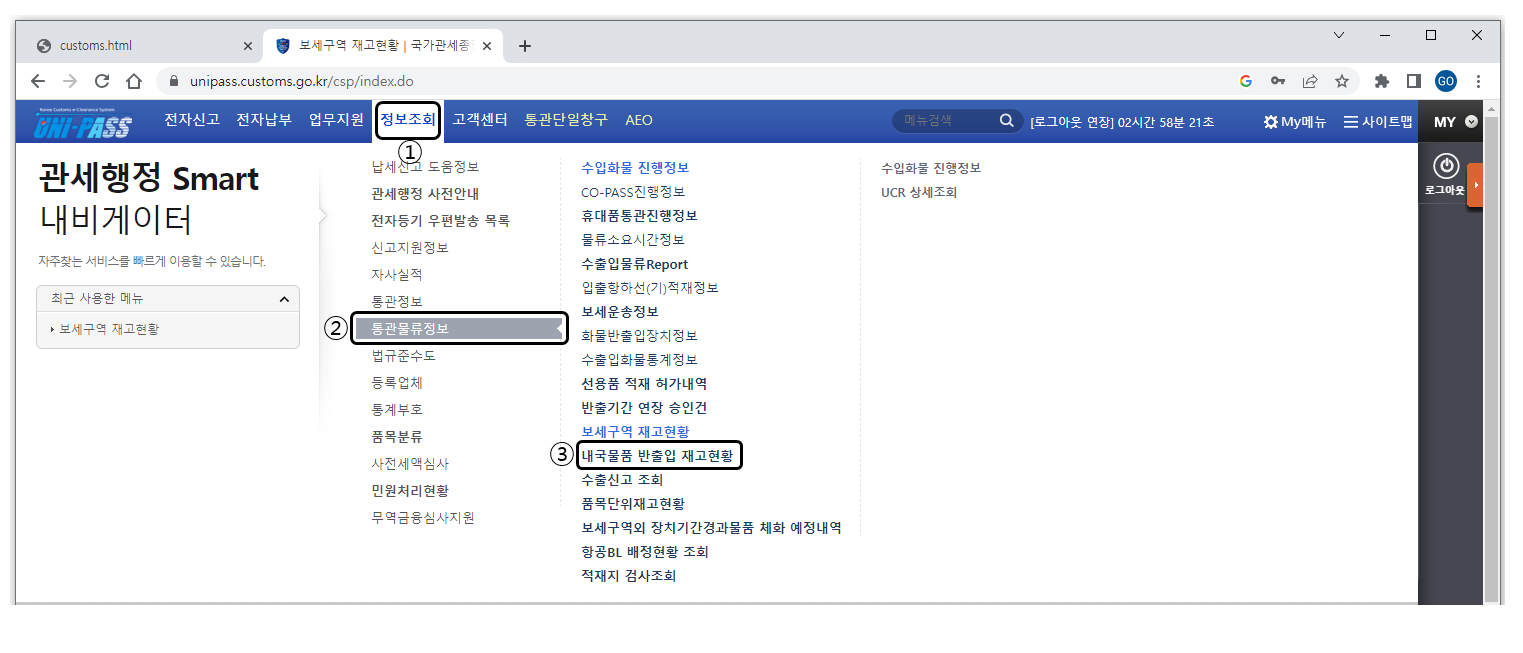 customs.html
보세구역 재고현황 | 국가관세종
unipass.customs.go.kr/csp/index.do
GO
Korea Customs e-Clearance System
UNI-PASS
전자신고 전자납부 업무지원 정보조회 고객센터 통관단일창구 AEO
메뉴검색
[로그아웃 연장] 02시간 58분 21초
My메뉴
사이트맵
MY
로그아웃
①
관세행정 Smart
내비게이터
자주찾는 서비스를 빠르게 이용할 수 있습니다.
최근 사용한 메뉴
보세구역 재고현황
납세신고 도움정보
관세행정 사전안내
전자등기 우편발송 목록
신고지원정보
자사실적
통관정보
② 통관물류정보
법규준수도
등록업체
통계부호
품목분류
사전세액심사
민원처리현황
무역금융심사지원
수입화물 진행정보
CO-PASS진행정보
휴대품통관진행정보
물류소요시간정보
수출입물류Report
입출항하선(기)적재정보
보세운송정보
화물반출입장치정보
수출입화물통계정보
선용품 적재 허가내역
반출기간 연장 승인건
보세구역 재고현황
③ 내국물품 반출입 재고현황
수출신고 조회
품목단위재고현황
보세구역외 장치기간경과물품 체화 예정내역
항공BL 배정현황 조회
적재지 검사조회
수입화물 진행정보
UCR 상세조회